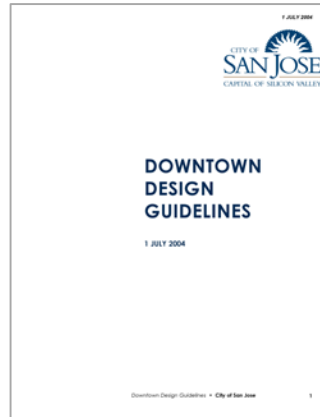 1 JULY 2004
CITY OF
SAN JOSE
CAPITAL OF SILICON VALLEY
DOWNTOWN
DESIGN
GUIDELINES
1 JULY 2004
Downtown Design Guidelines • City of San Jose 1